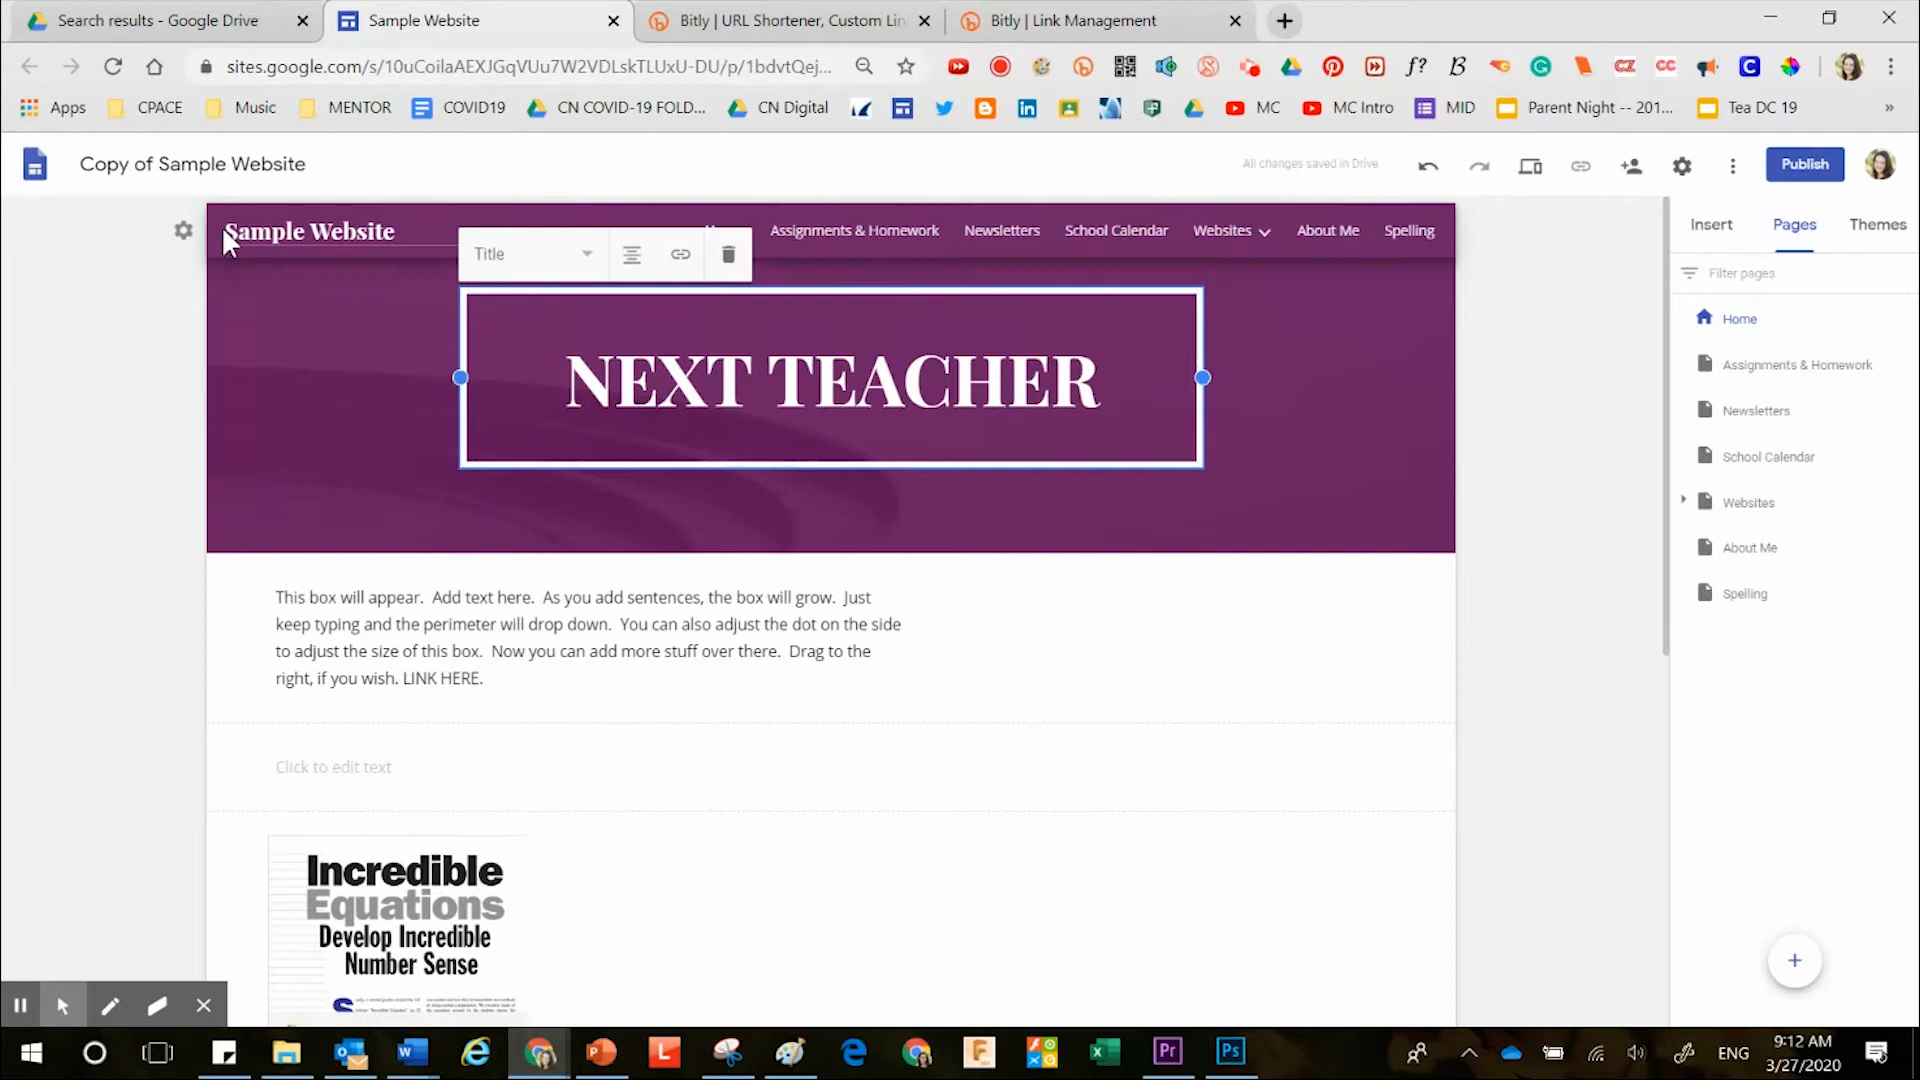 Search results - Google Drive
Sample Website
Bitly | URL Shortener, Custom Lin
Bitly | Link Management
sites.google.com/s/10uCoilaAEXJGqVUu7W2VDLskTLUxU-DU/p/1bdvtQej...
Apps
CPACE
Music
MENTOR
COVID19
CN COVID-19 FOLD...
CN Digital
MC
MC Intro
MID
Parent Night -- 201...
Tea DC 19
»
Copy of Sample Website
All changes saved in Drive
Publish
Sample Website
Assignments & Homework
Newsletters
School Calendar
Websites
About Me
Spelling
Insert
Pages
Themes
Title
Filter pages
NEXT TEACHER
Home
Assignments & Homework
Newsletters
School Calendar
Websites
About Me
Spelling
This box will appear. Add text here. As you add sentences, the box will grow. Just
keep typing and the perimeter will drop down. You can also adjust the dot on the side
to adjust the size of this box. Now you can add more stuff over there. Drag to the
right, if you wish. LINK HERE.
Click to edit text
Incredible
Equations
Develop Incredible
Number Sense
ENG
9:12 AM
3/27/2020